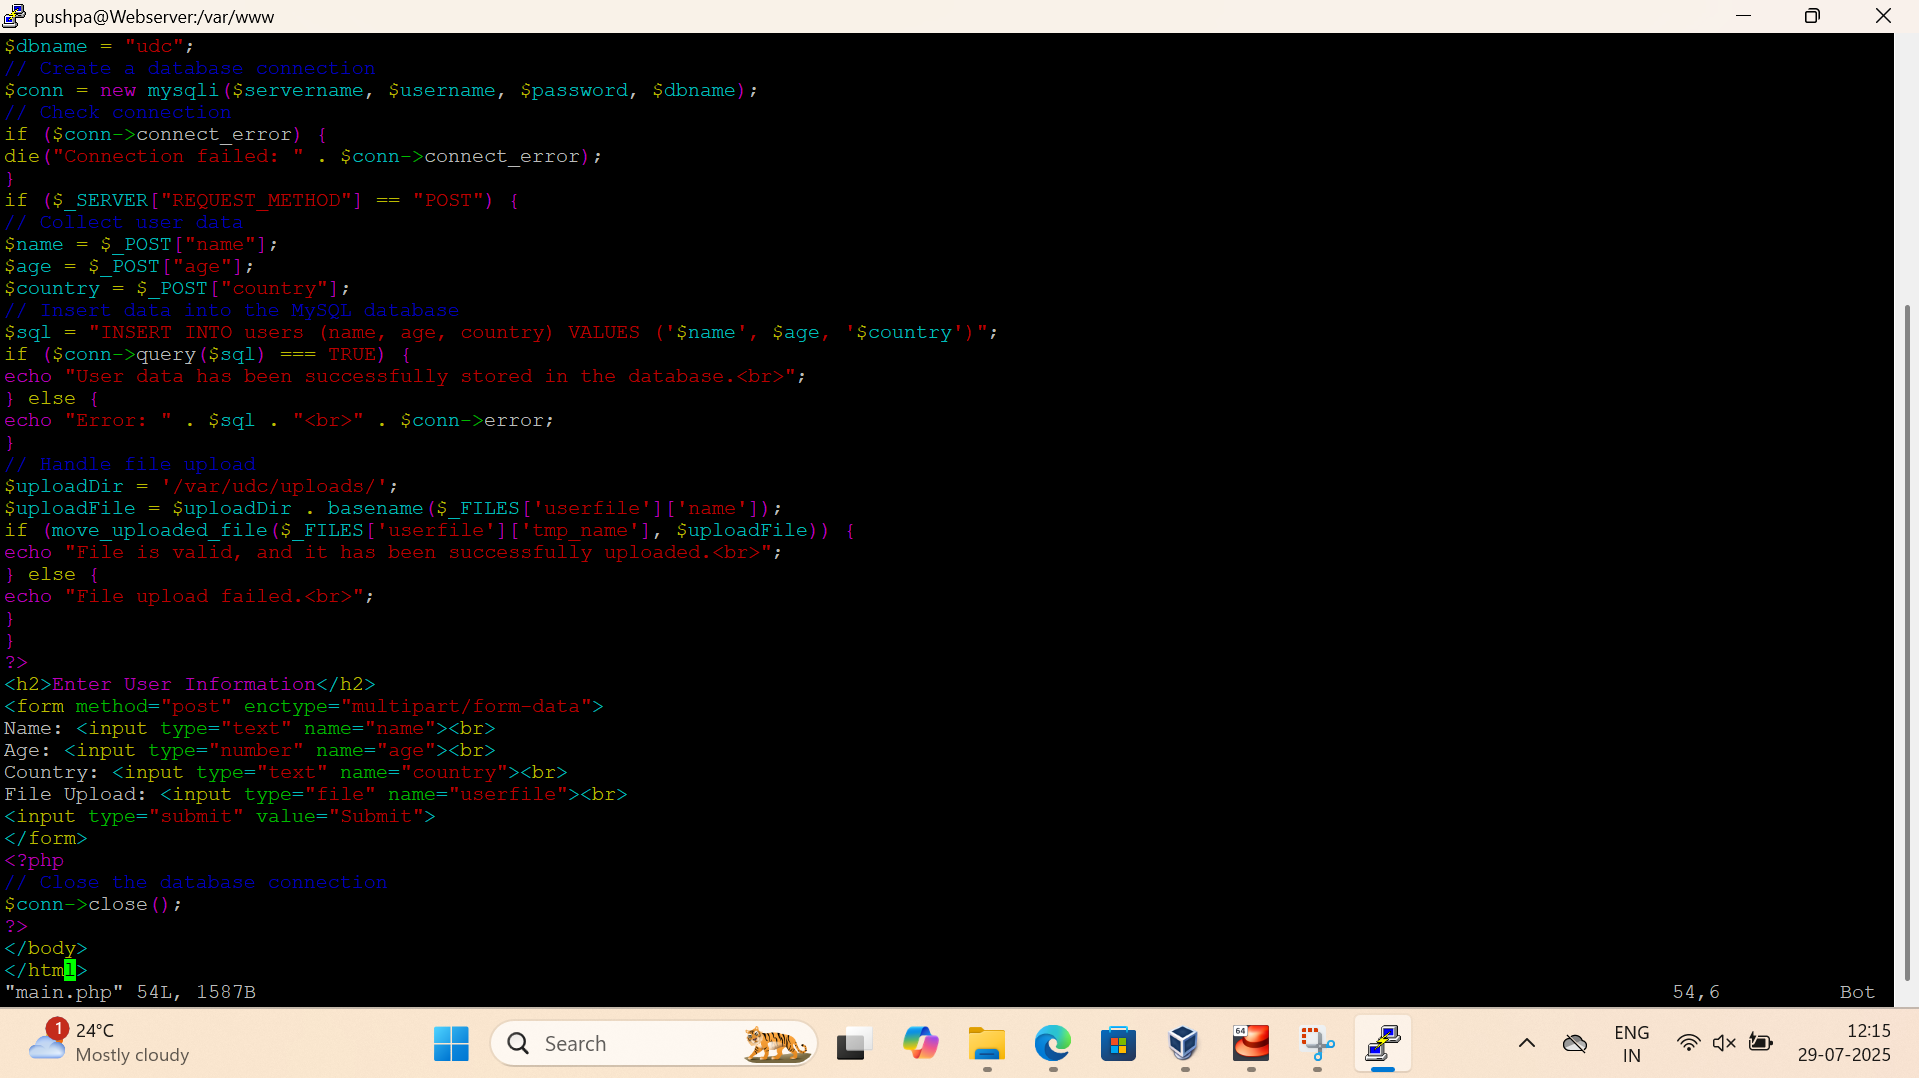 pushpa@Webserver:/var/www
$dbname = "udc";
// Create a database connection
$conn = new mysqli($servername, $username, $password, $dbname);
// Check connection
if ($conn->connect_error) {
die("Connection failed: " . $conn->connect_error);
}
if ($_SERVER["REQUEST_METHOD"] == "POST") {
// Collect user data
$name = $_POST["name"];
$age = $_POST["age"];
$country = $_POST["country"];
// Insert data into the MySQL database
$sql = "INSERT INTO users (name, age, country) VALUES ('$name', $age, '$country')";
if ($conn->query($sql) === TRUE) {
echo "User data has been successfully stored in the database.<br>";
} else {
echo "Error: " . $sql . "<br>" . $conn->error;
}
// Handle file upload
$uploadDir = '/var/udc/uploads/';
$uploadFile = $uploadDir . basename($_FILES['userfile']['name']);
if (move_uploaded_file($_FILES['userfile']['tmp_name'], $uploadFile)) {
echo "File is valid, and it has been successfully uploaded.<br>";
} else {
echo "File upload failed.<br>";
}
}
?>
<h2>Enter User Information</h2>
<form method="post" enctype="multipart/form-data">
Name: <input type="text" name="name"><br>
Age: <input type="number" name="age"><br>
Country: <input type="text" name="country"><br>
File Upload: <input type="file" name="userfile"><br>
<input type="submit" value="Submit">
</form>
<?php
// Close the database connection
$conn->close();
?>
</body>
</html>
"main.php" 54L, 1587B 54,6 Bot
1
24°C
Mostly cloudy
Search
64
ENG
IN
12:15
29-07-2025